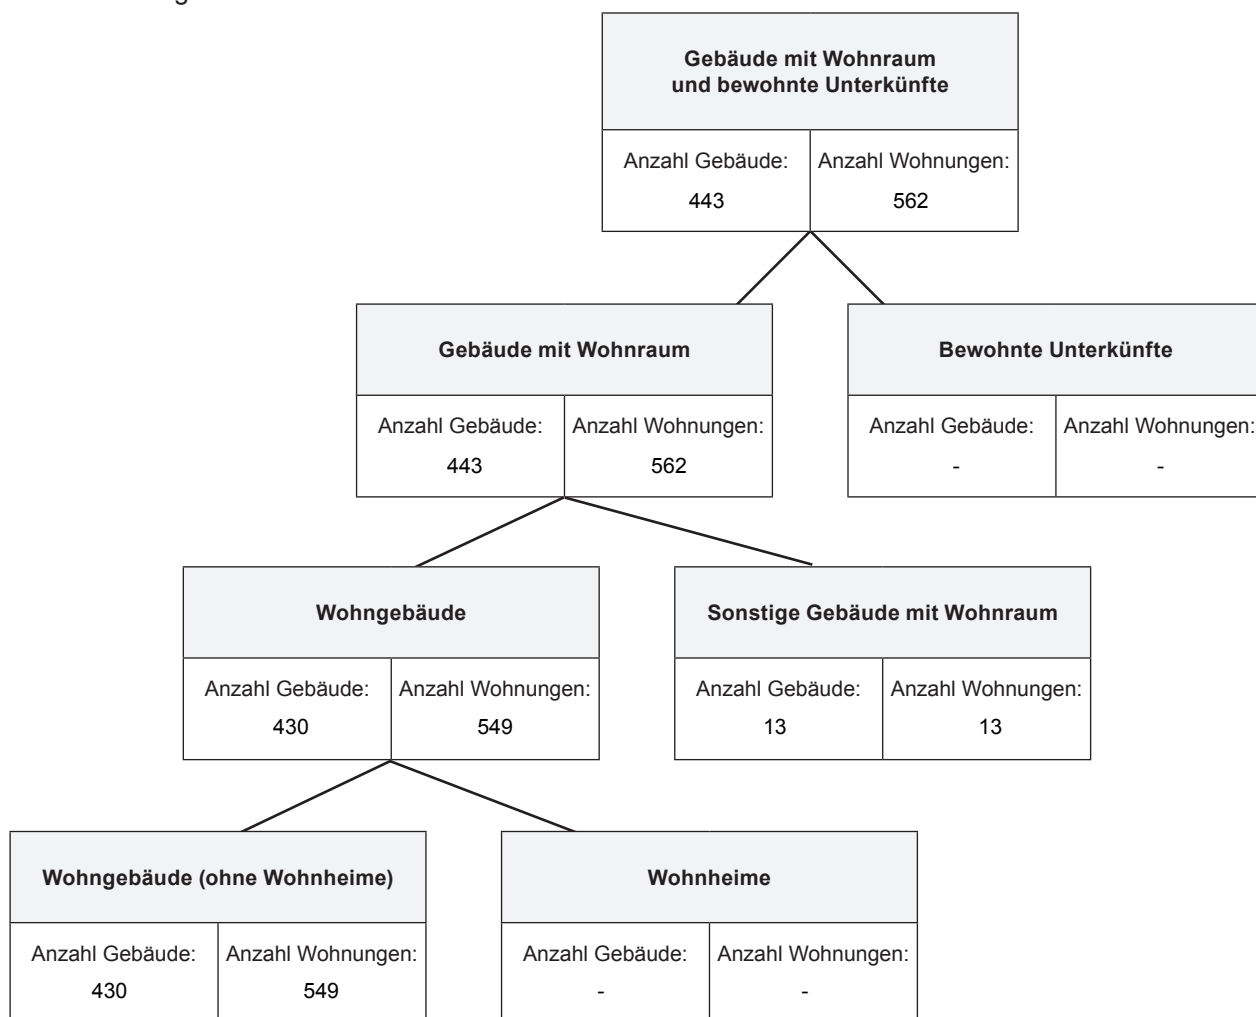 Gebäude mit Wohnraum
und bewohnte Unterkünfte
Anzahl Gebäude: Anzahl Wohnungen:
443 562
Gebäude mit Wohnraum Bewohnte Unterkünfte
Anzahl Gebäude: Anzahl Wohnungen: Anzahl Gebäude: Anzahl Wohnungen:
443 562 - -
Wohngebäude Sonstige Gebäude mit Wohnraum
Anzahl Gebäude: Anzahl Wohnungen: Anzahl Gebäude: Anzahl Wohnungen:
430 549 13 13
Wohngebäude (ohne Wohnheime) Wohnheime
Anzahl Gebäude: Anzahl Wohnungen: Anzahl Gebäude: Anzahl Wohnungen:
430 549 - -